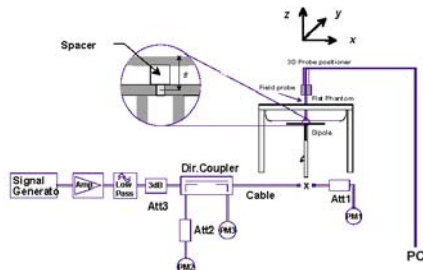 z
y
x
Spacer
s
3D Probe positioner
Field probe
Flat Phantom
Dipole
Dir.Coupler
Signal
Generato
Amp
Low
Pass
3dB
Att3
Cable
x
Att1
PM1
Att2
PM3
PM2
PC